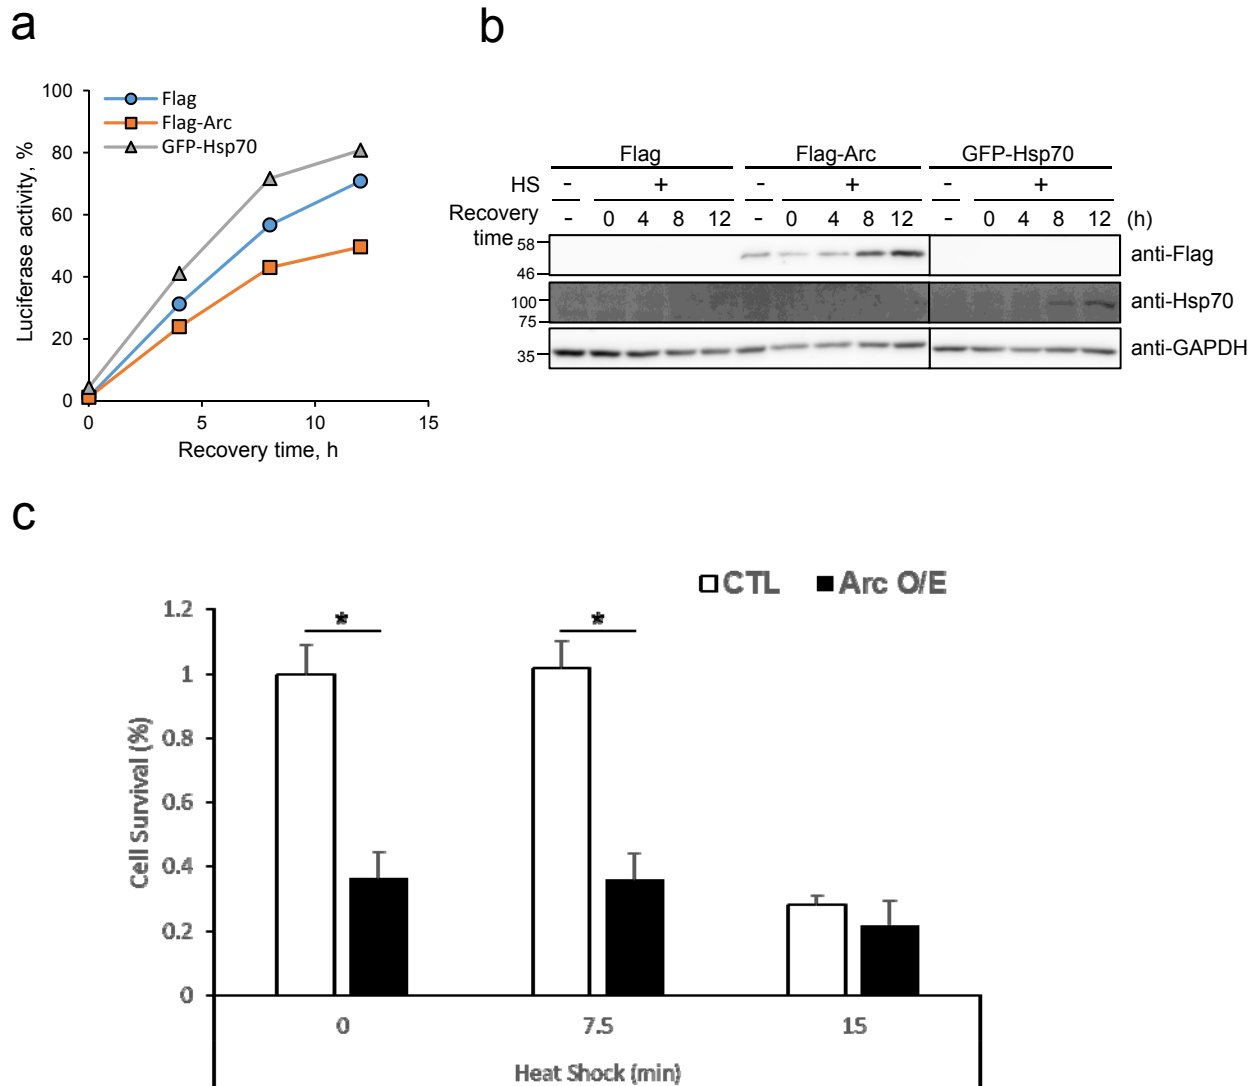 a
100
80
60
40
20
0
Luciferase activity, %
Flag
Flag-Arc
GFP-Hsp70
0 5 10 15
Recovery time, h
b
Flag Flag-Arc GFP-Hsp70
HS - + - + - +
Recovery time - 0 4 8 12 - 0 4 8 12 - 0 4 8 12 (h)
58
46
anti-Flag
100
75
anti-Hsp70
35
anti-GAPDH
c
CTL Arc O/E
1.2
1
0.8
0.6
0.4
0.2
0
Cell Survival (%)
* *
0 7.5 15
Heat Shock (min)